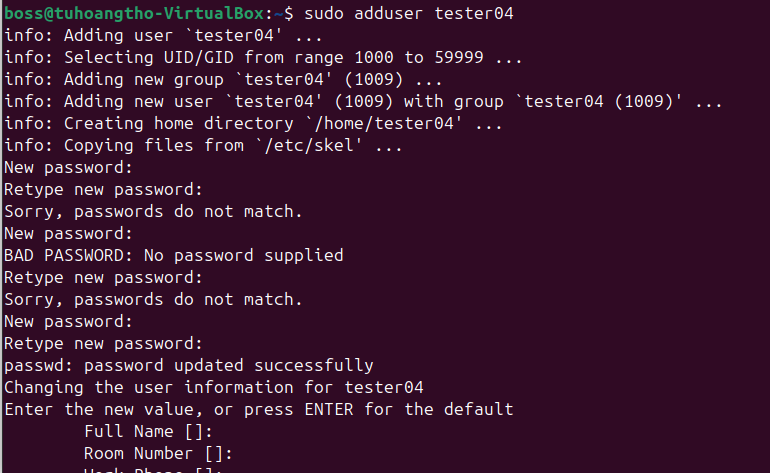 boss@tuhoangtho-VirtualBox:~$ sudo adduser tester04
info: Adding user `tester04' ...
info: Selecting UID/GID from range 1000 to 59999 ...
info: Adding new group `tester04' (1009) ...
info: Adding new user `tester04' (1009) with group `tester04 (1009)' ...
info: Creating home directory `/home/tester04' ...
info: Copying files from `/etc/skel' ...
New password:
Retype new password:
Sorry, passwords do not match.
New password:
BAD PASSWORD: No password supplied
Retype new password:
Sorry, passwords do not match.
New password:
Retype new password:
passwd: password updated successfully
Changing the user information for tester04
Enter the new value, or press ENTER for the default
Full Name []:
Room Number []:
Work Phone []: